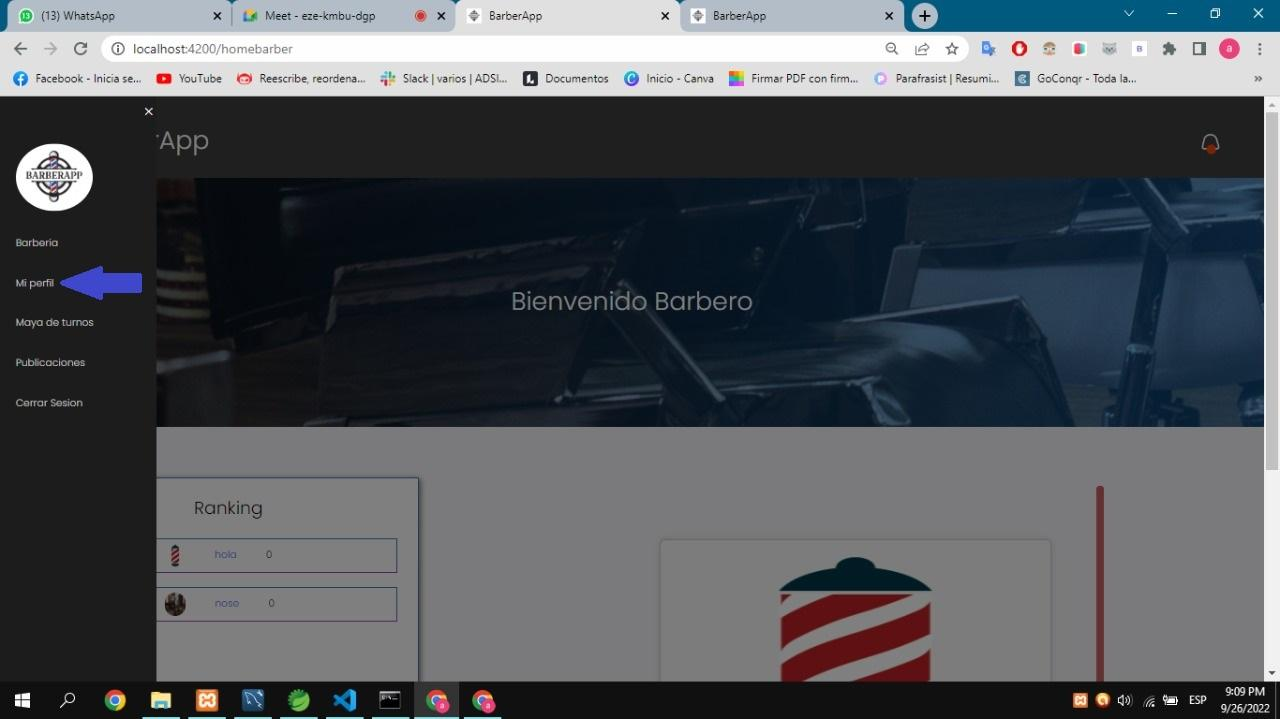 (13) WhatsApp
Meet - eze-kmbu-dgp
BarberApp
BarberApp
localhost:4200/homebarber
a
Facebook - Inicia se...
YouTube
Reescribe, reordena...
Slack | varios | ADSI...
Documentos
Inicio - Canva
Firmar PDF con firm...
Parafrasist | Resumi...
GoConqr - Toda la...
rApp
BARBERAPP
Barberia
Mi perfil
Maya de turnos
Publicaciones
Cerrar Sesion
Bienvenido Barbero
Ranking
hola 0
nose 0
ESP
9:09 PM
9/26/2022